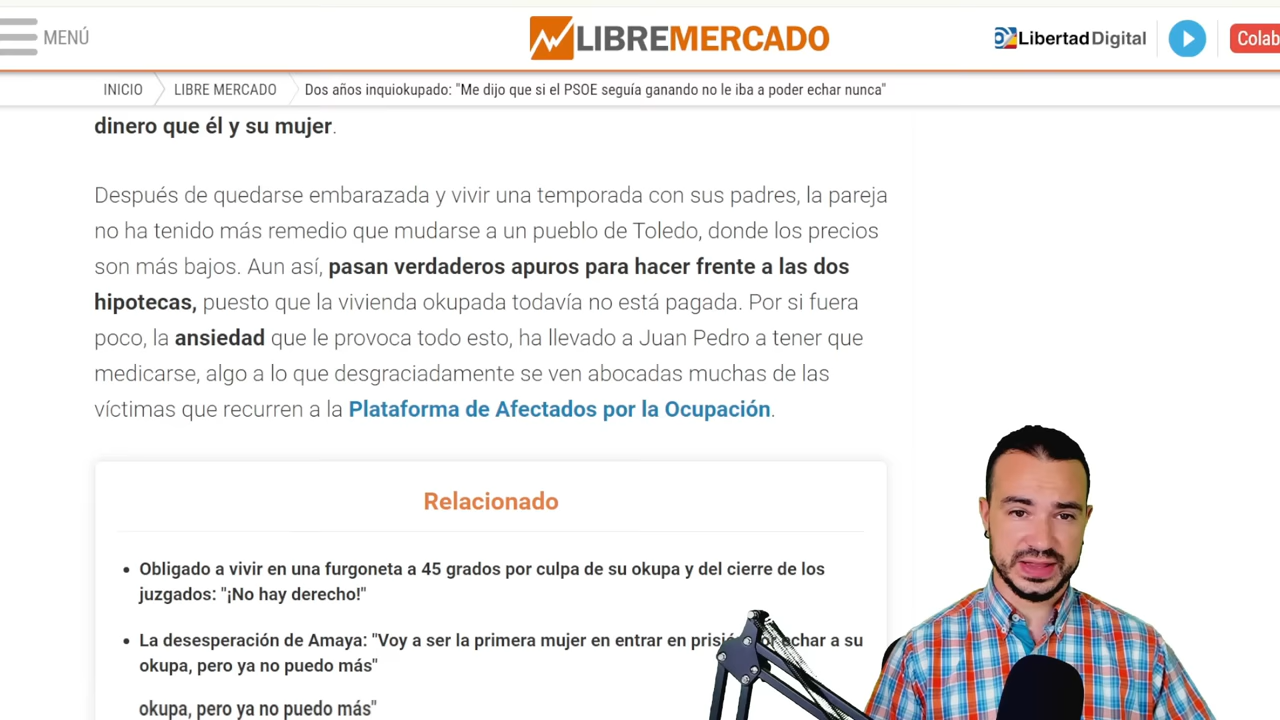 MENÚ
LIBREMERCADO
LibertadDigital
Colab
INICIO
LIBRE MERCADO
Dos años inquiokupado: "Me dijo que si el PSOE seguía ganando no le iba a poder echar nunca"
dinero que él y su mujer.
Después de quedarse embarazada y vivir una temporada con sus padres, la pareja
no ha tenido más remedio que mudarse a un pueblo de Toledo, donde los precios
son más bajos. Aun así, pasan verdaderos apuros para hacer frente a las dos
hipotecas, puesto que la vivienda okupada todavía no está pagada. Por si fuera
poco, la ansiedad que le provoca todo esto, ha llevado a Juan Pedro a tener que
medicarse, algo a lo que desgraciadamente se ven abocadas muchas de las
víctimas que recurren a la Plataforma de Afectados por la Ocupación.
Relacionado
• Obligado a vivir en una furgoneta a 45 grados por culpa de su okupa y del cierre de los
juzgados: "¡No hay derecho!"
• La desesperación de Amaya: "Voy a ser la primera mujer en entrar en prisión por echar a su
okupa, pero ya no puedo más"
okupa, pero ya no puedo más"